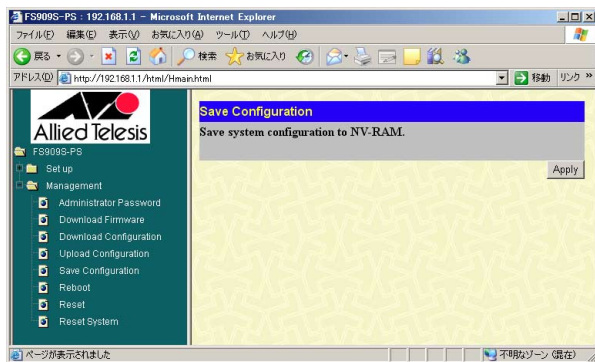 FS909S-PS : 192.168.1.1 - Microsoft Internet Explorer
ファイル(F) 編集(E) 表示(V) お気に入り(A) ツール(T) ヘルプ(H)
戻る 検索 お気に入り
アドレス(D) http://192.168.1.1/html/Hmain.html 移動 リンク »
Allied Telesis
FS909S-PS
Set up
Management
Administrator Password
Download Firmware
Download Configuration
Upload Configuration
Save Configuration
Reboot
Reset
Reset System
Save Configuration
Save system configuration to NV-RAM.
Apply
ページが表示されました 不明なゾーン (混在)